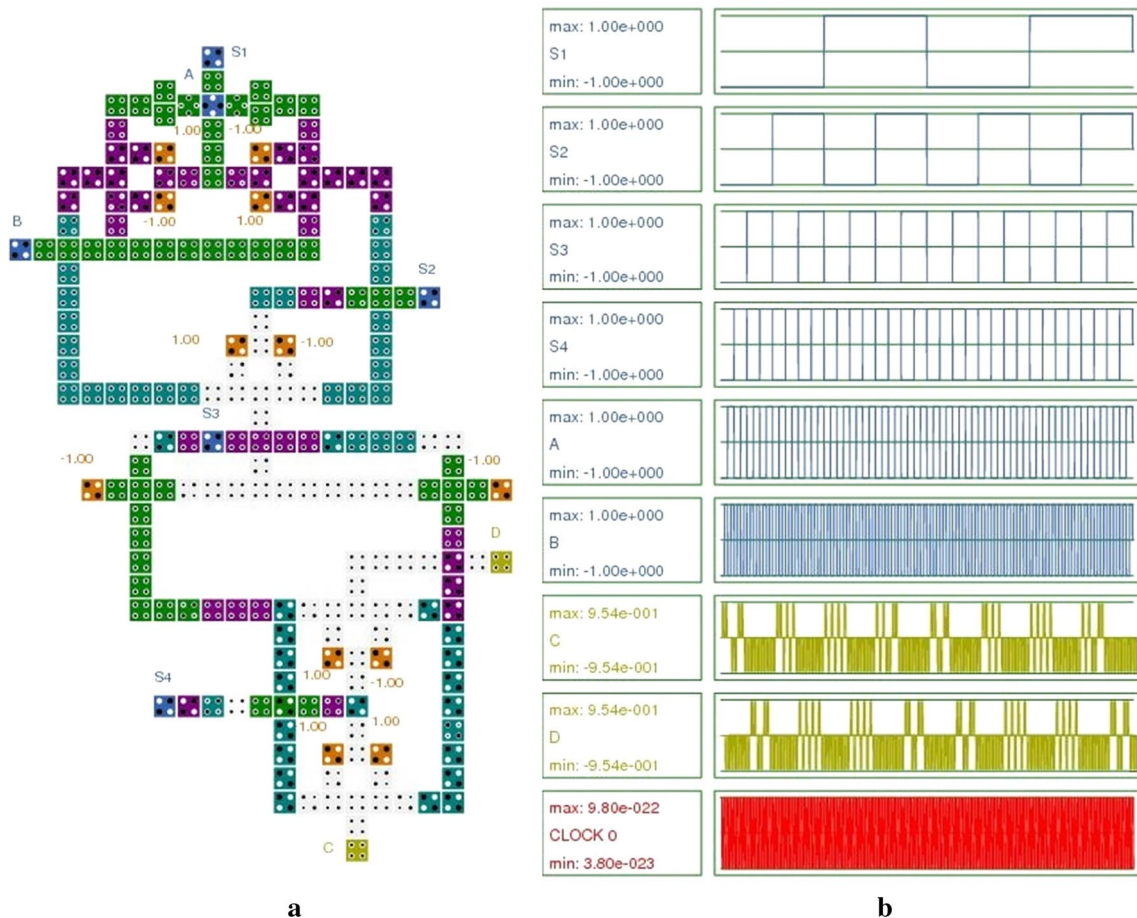 S1
A
1.00
-1.00
-1.00
1.00
B
S2
1.00
-1.00
S3
-1.00
-1.00
D
1.00
-1.00
S4
-1.00
1.00
C
a
max: 1.00e+000
S1
min: -1.00e+000
max: 1.00e+000
S2
min: -1.00e+000
max: 1.00e+000
S3
min: -1.00e+000
max: 1.00e+000
S4
min: -1.00e+000
max: 1.00e+000
A
min: -1.00e+000
max: 1.00e+000
B
min: -1.00e+000
max: 9.54e-001
C
min: -9.54e-001
max: 9.54e-001
D
min: -9.54e-001
max: 9.80e-022
CLOCK 0
min: 3.80e-023
b